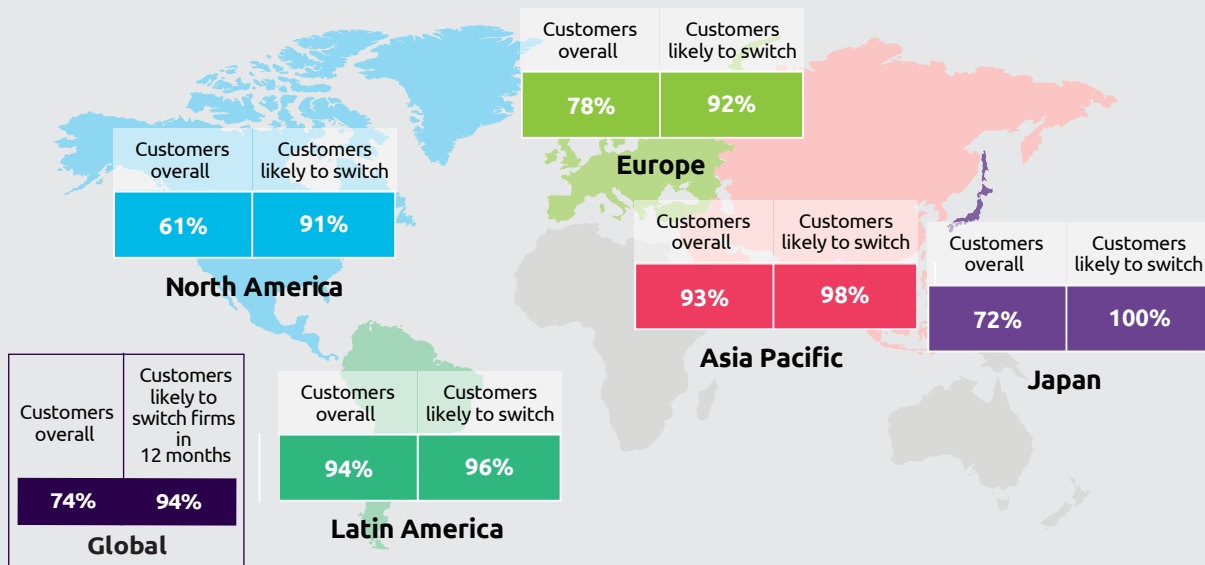 Customers overall
Customers likely to switch
78%
92%
Europe
Customers overall
Customers likely to switch
61%
91%
North America
Customers overall
Customers likely to switch
93%
98%
Asia Pacific
Customers overall
Customers likely to switch
72%
100%
Japan
Customers overall
Customers likely to switch firms in 12 months
74%
94%
Global
Customers overall
Customers likely to switch
94%
96%
Latin America